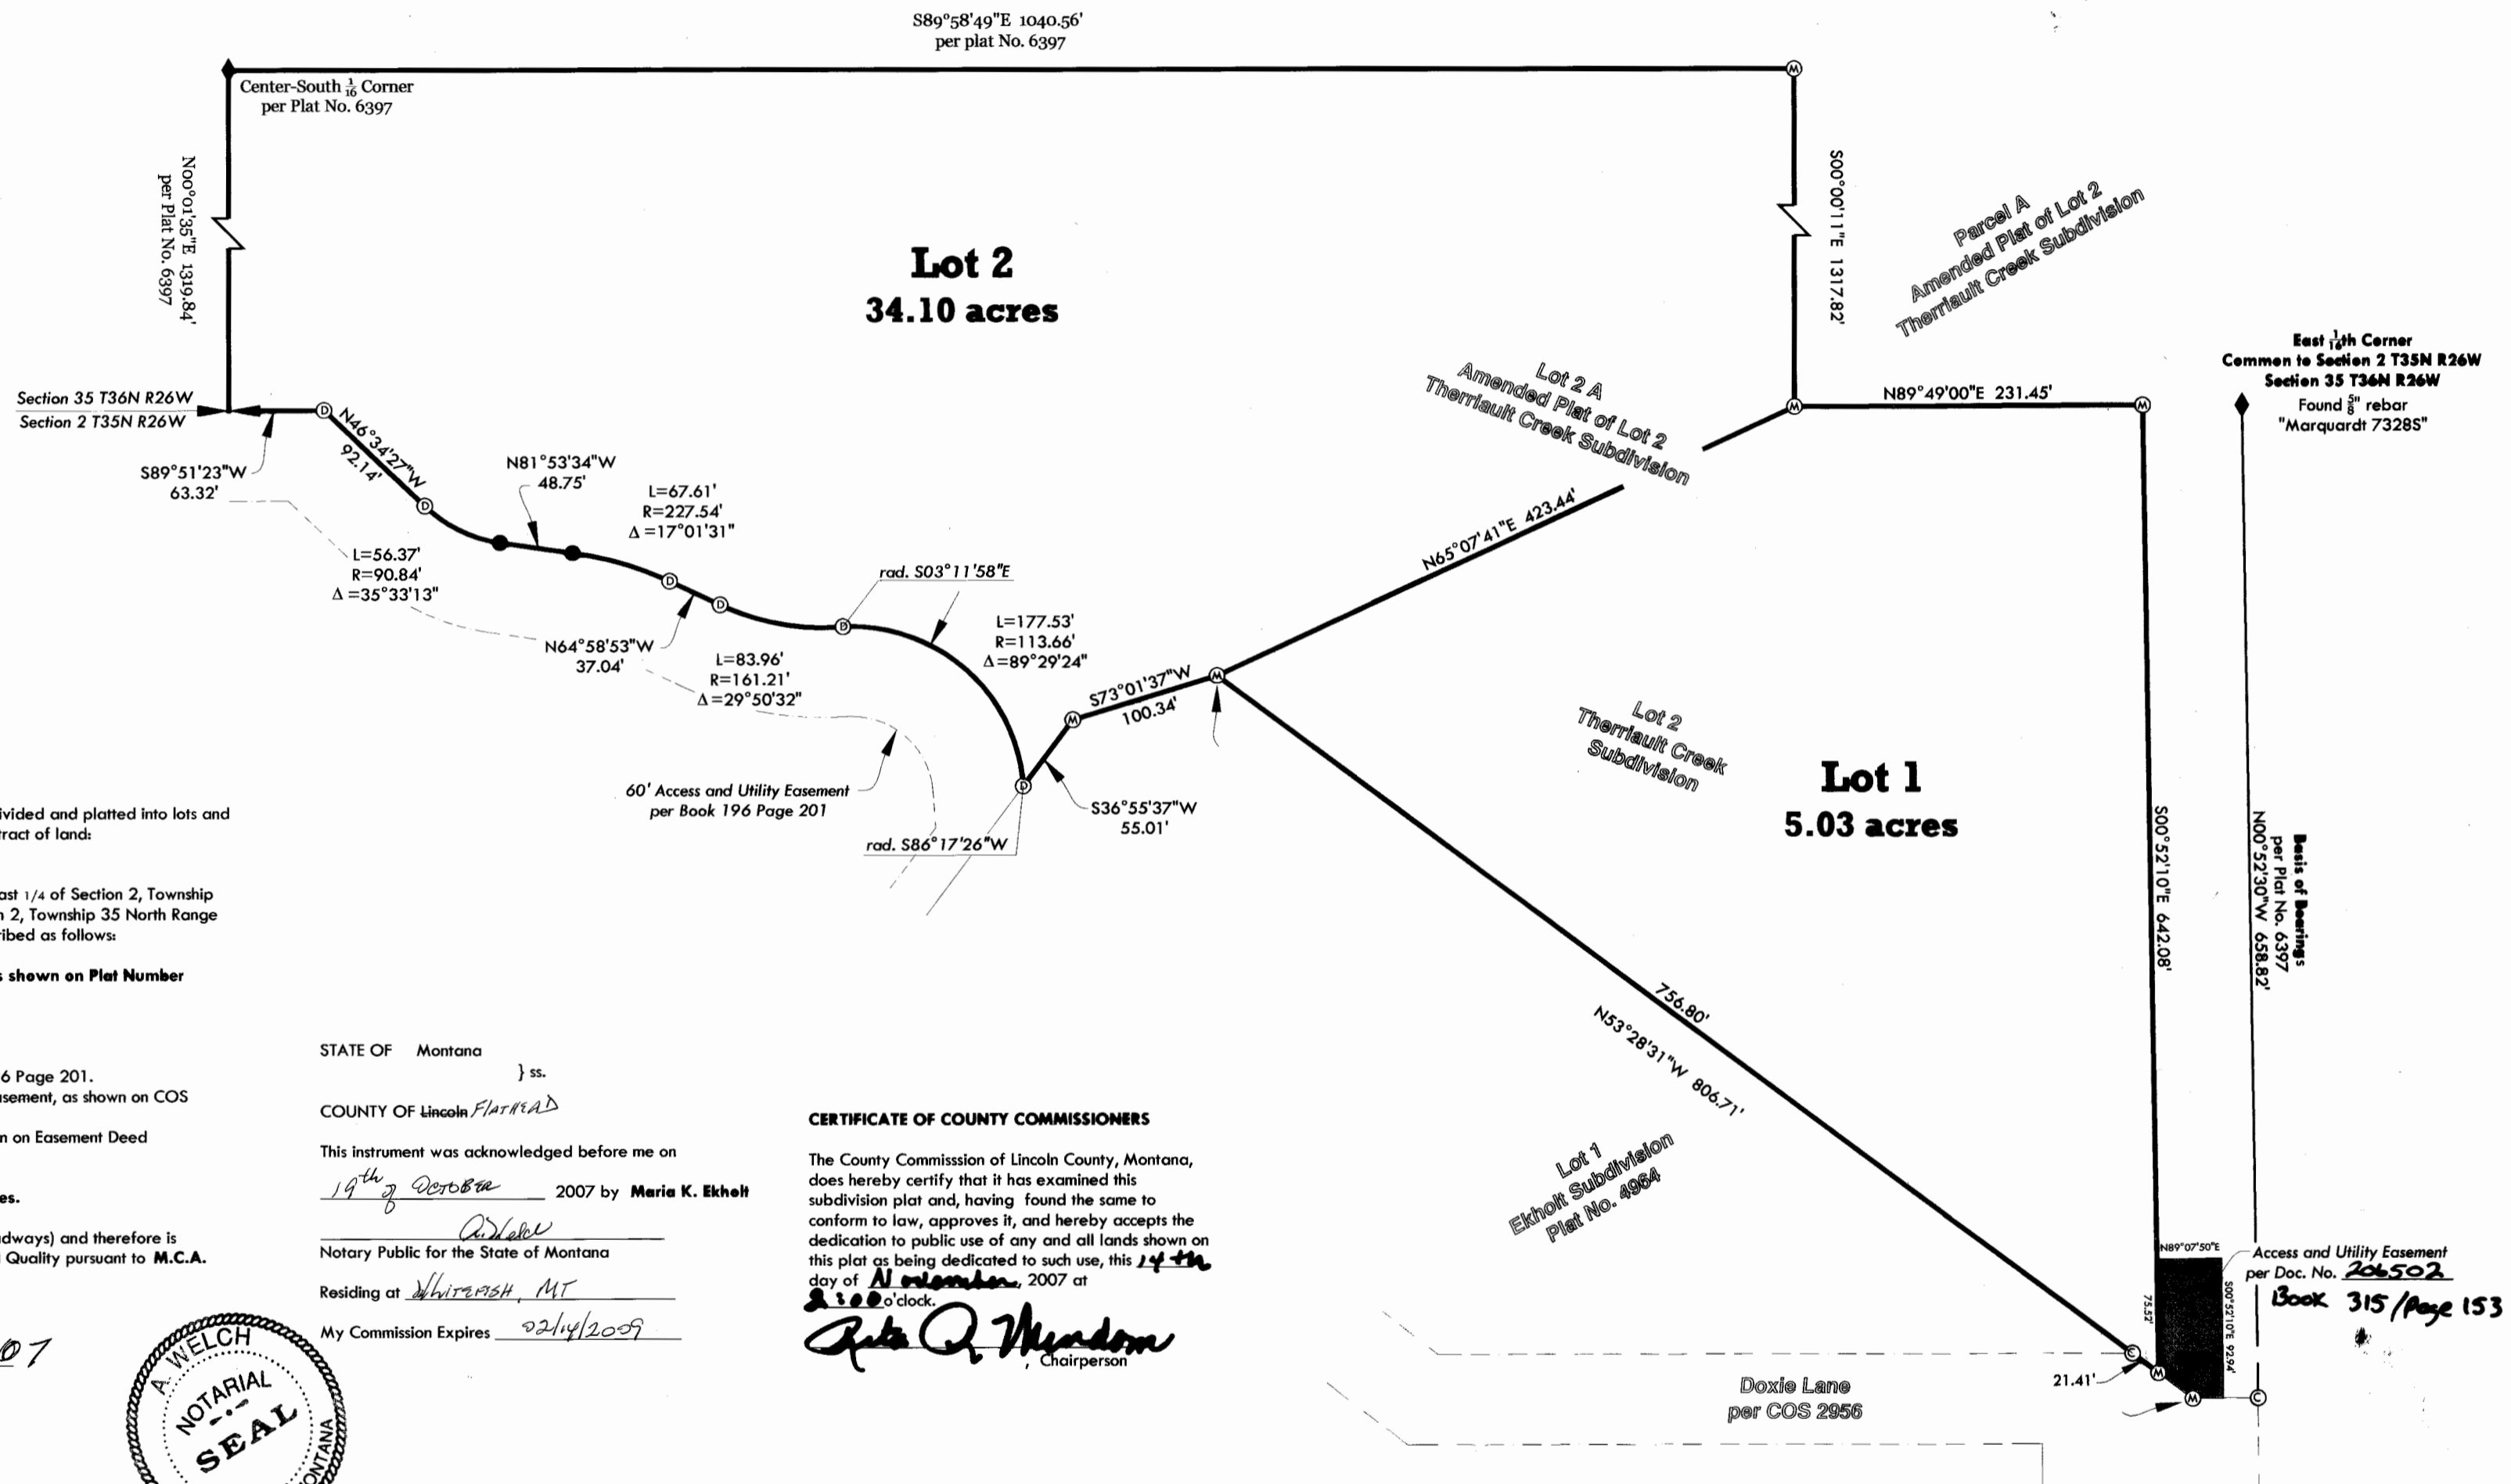 S89°58'49"E 1040.56'
per plat No. 6397
Center-South 1/16 Corner
per Plat No. 6397
N00°01'35"E 1319.84'
per Plat No. 6397
S00°00'11"E 1317.82'
Parcel A
Amended Plat of Lot 2
Therriault Creek Subdivision
Lot 2
34.10 acres
East 1/16th Corner
Common to Section 2 T35N R26W
Section 35 T36N R26W
Found 5/8" rebar
"Marquardt 7328S"
Section 35 T36N R26W
Section 2 T35N R26W
N89°49'00"E 231.45'
Lot 2 A
Amended Plat of Lot 2
Therriault Creek Subdivision
S89°51'23"W
63.32'
N46°34'27"W
92.14'
N81°53'34"W
48.75'
L=67.61'
R=227.54'
Δ=17°01'31"
L=56.37'
R=90.84'
Δ=35°33'13"
rad. S03°11'58"E
N65°07'41"E 423.44'
N64°58'53"W
37.04'
L=83.96'
R=161.21'
Δ=29°50'32"
L=177.53'
R=113.66'
Δ=89°29'24"
S73°01'37"W
100.34'
60' Access and Utility Easement
per Book 196 Page 201
S36°55'37"W
55.01'
rad. S86°17'26"W
Lot 2
Therriault Creek
Subdivision
Lot 1
5.03 acres
S00°52'10"E 642.08'
Basis of Bearings
per Plat No. 6397
N00°52'30"W 658.82'
756.80'
N53°28'31"W 806.71'
Lot 1
Ekholt Subdivision
Plat No. 4964
N89°07'50"E
Access and Utility Easement
per Doc. No. 206502
Book 315/Page 153
75.52'
S00°52'10"E 92.94'
21.41'
Doxie Lane
per COS 2956
ivided and platted into lots and
tract of land:
ast 1/4 of Section 2, Township
n 2, Township 35 North Range
ribed as follows:
s shown on Plat Number
6 Page 201.
sement, as shown on COS
n on Easement Deed
es.
dways) and therefore is
Quality pursuant to M.C.A.
07
STATE OF Montana
} ss.
COUNTY OF Lincoln FLATHEAD
This instrument was acknowledged before me on
19th of OCTOBER 2007 by Maria K. Ekholt
A. Welch
Notary Public for the State of Montana
Residing at WHITEFISH, MT
My Commission Expires 02/14/2009
A. WELCH
NOTARIAL
SEAL
MONTANA
CERTIFICATE OF COUNTY COMMISSIONERS
The County Commisssion of Lincoln County, Montana,
does hereby certify that it has examined this
subdivision plat and, having found the same to
conform to law, approves it, and hereby accepts the
dedication to public use of any and all lands shown on
this plat as being dedicated to such use, this 14th
day of November, 2007 at
o'clock.
, Chairperson
M
M
M
M
M
M
M
M
D
D
D
D
D
D
C
C